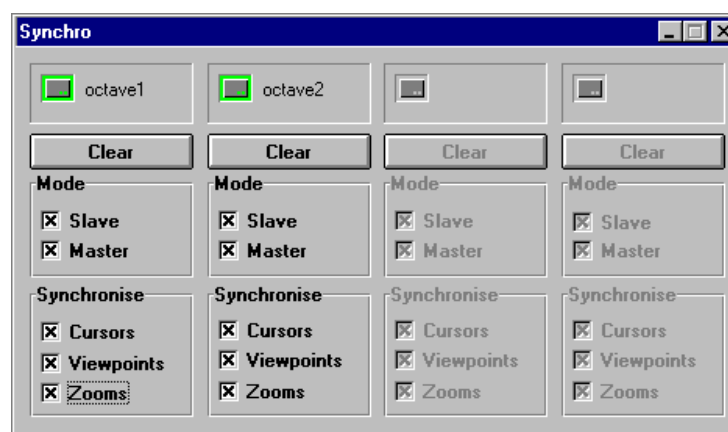 Synchro
octave1 octave2
Clear Clear Clear Clear
Mode Mode Mode Mode
Slave Slave Slave Slave
Master Master Master Master
Synchronise Synchronise Synchronise Synchronise
Cursors Cursors Cursors Cursors
Viewpoints Viewpoints Viewpoints Viewpoints
Zooms Zooms Zooms Zooms